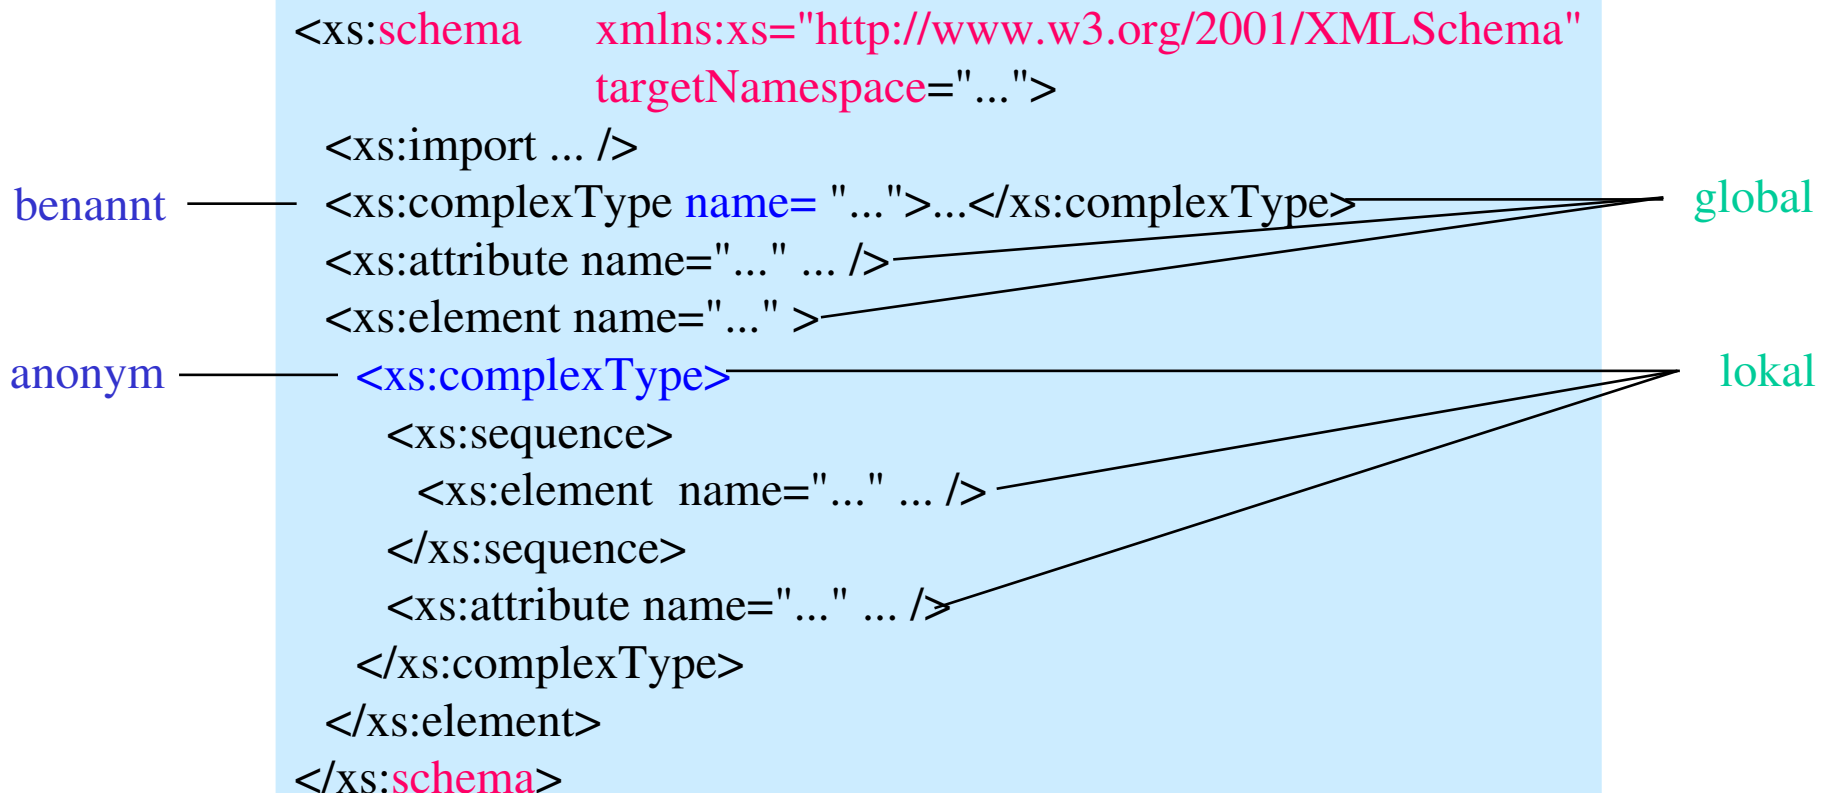 <xs:schema xmlns:xs="http://www.w3.org/2001/XMLSchema"
targetNamespace="...">
<xs:import ... />
benannt <xs:complexType name= "...">...</xs:complexType> global
<xs:attribute name="..." ... />
<xs:element name="..." >
anonym <xs:complexType> lokal
<xs:sequence>
<xs:element name="..." ... />
</xs:sequence>
<xs:attribute name="..." ... />
</xs:complexType>
</xs:element>
</xs:schema>